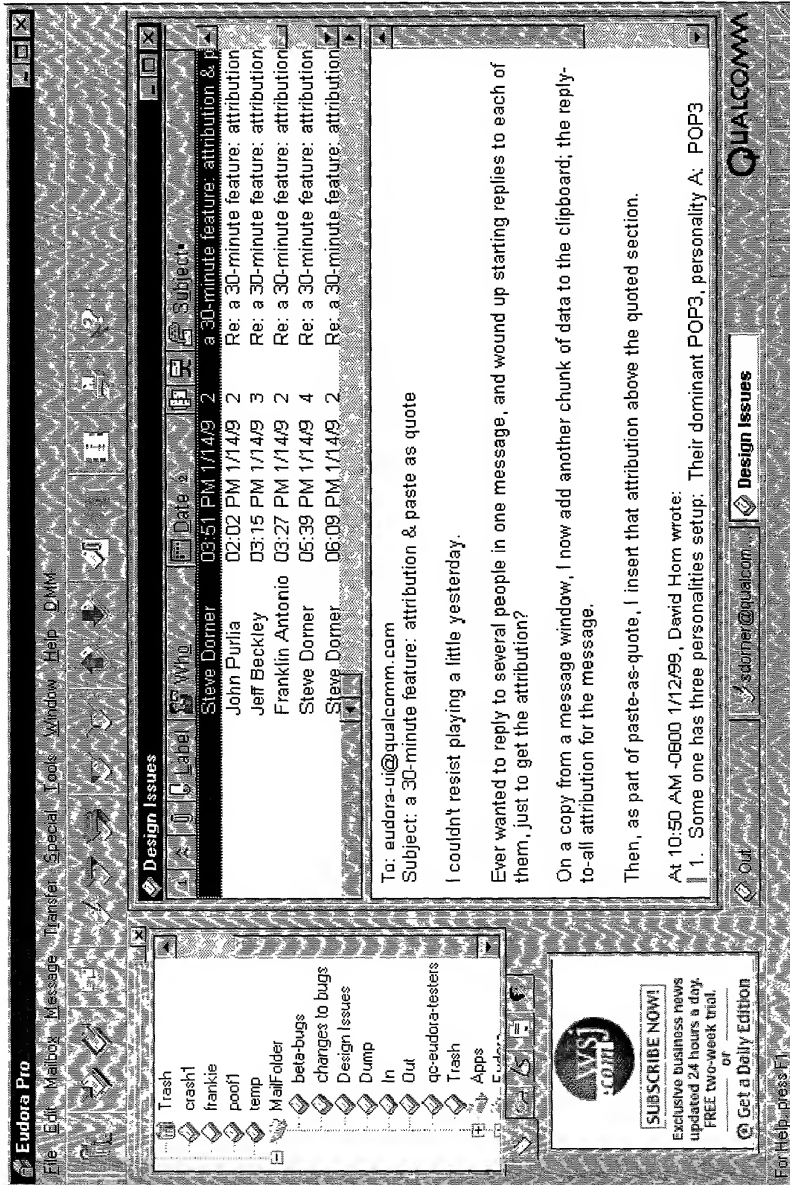 Eudora Pro
File Edit Mailbox Message Transfer Special Tools Window Help DMM
Trash
crash1
frankie
poof1
temp
MailFolder
beta-bugs
changes to bugs
Design Issues
Dump
In
Out
qc-eudora-testers
Trash
Apps
Eudora
wsj
.com
SUBSCRIBE NOW!
Exclusive business news
updated 24 hours a day.
FREE two-week trial.
or
Get a Daily Edition
Design Issues
Label Who Date 2 Subject
Steve Dorner 03:51 PM 1/14/9 2 a 30-minute feature: attribution & p
John Purlia 02:02 PM 1/14/9 2 Re: a 30-minute feature: attribution
Jeff Beckley 03:15 PM 1/14/9 3 Re: a 30-minute feature: attribution
Franklin Antonio 03:27 PM 1/14/9 2 Re: a 30-minute feature: attribution
Steve Dorner 05:39 PM 1/14/9 4 Re: a 30-minute feature: attribution
Steve Dorner 06:09 PM 1/14/9 2 Re: a 30-minute feature: attribution
To: eudora-ui@qualcomm.com
Subject: a 30-minute feature: attribution & paste as quote
I couldn't resist playing a little yesterday.
Ever wanted to reply to several people in one message, and wound up starting replies to each of
them, just to get the attribution?
On a copy from a message window, I now add another chunk of data to the clipboard; the reply-
to-all attribution for the message.
Then, as part of paste-as-quote, I insert that attribution above the quoted section.
At 10:50 AM -0800 1/12/99, David Horn wrote:
1. Some one has three personalities setup: Their dominant POP3, personality A: POP3
Out
sdorner@qualcom...
Design Issues
QUALCOMM
For Help, press F1.